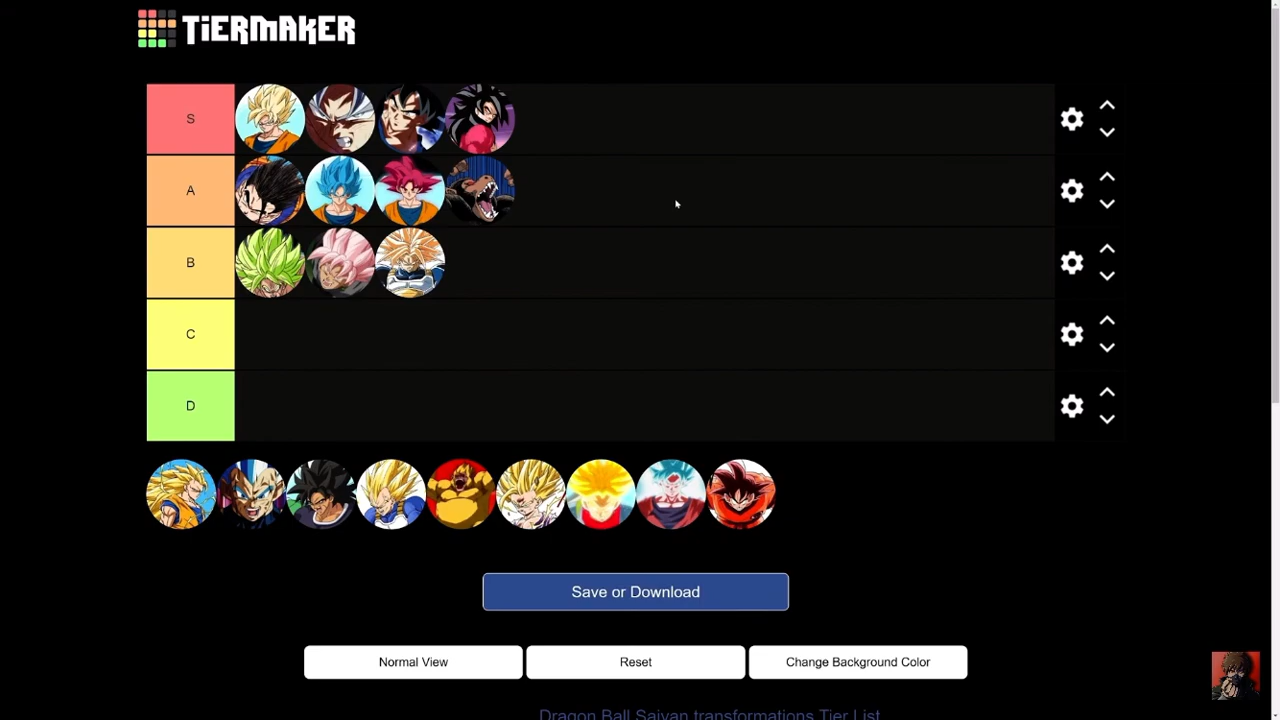 TiERMAKER
S
A
B
C
D
Save or Download
Normal View
Reset
Change Background Color
Dragon Ball Saiyan transformations Tier List